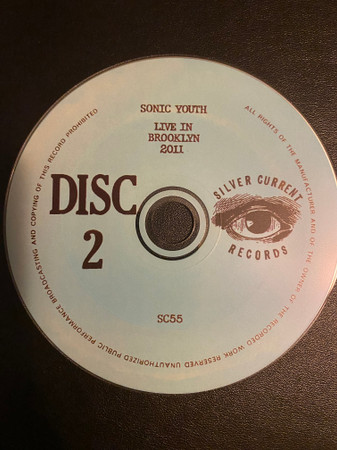 SONIC YOUTH
LIVE IN
BROOKLYN
2011
DISC
2
SILVER CURRENT
RECORDS
SC55
ALL RIGHTS OF THE MANUFACTURER AND OF THE OWNER OF THE RECORDED WORK RESERVED UNAUTHORIZED PUBLIC PERFORMANCE BROADCASTING AND COPYING OF THIS RECORD PROHIBITED